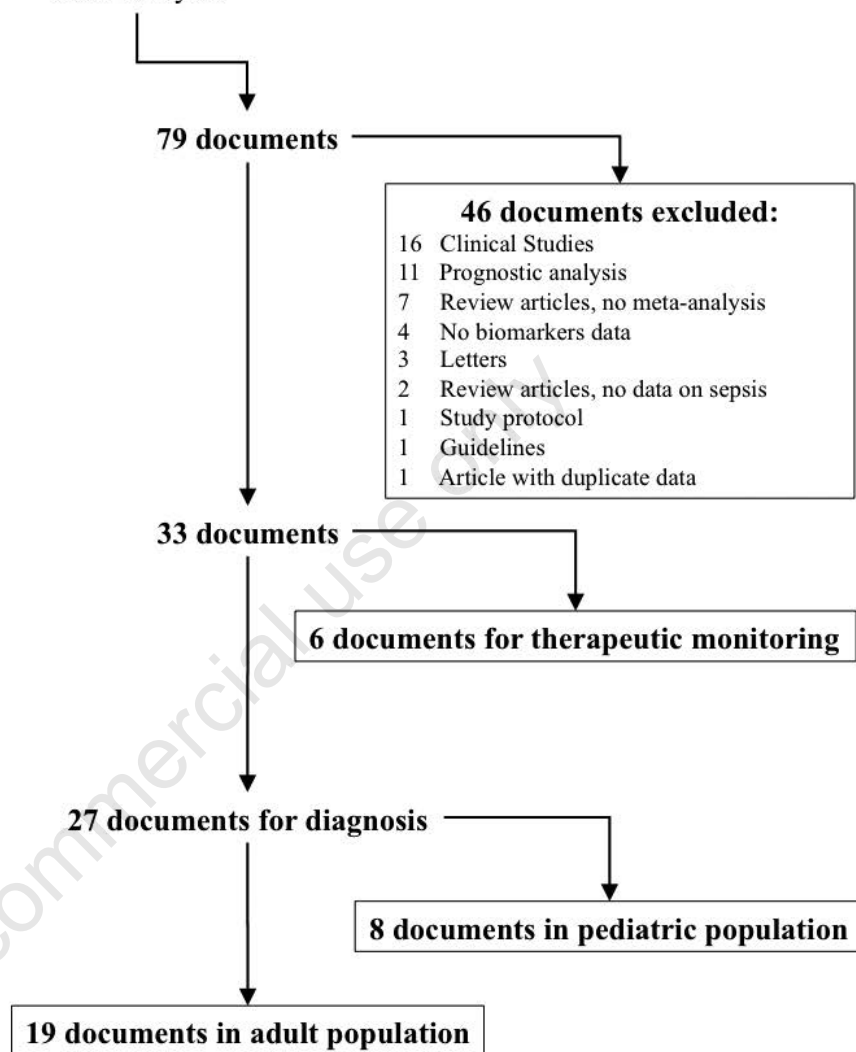 79 documents
46 documents excluded:
16 Clinical Studies
11 Prognostic analysis
7 Review articles, no meta-analysis
4 No biomarkers data
3 Letters
2 Review articles, no data on sepsis
1 Study protocol
1 Guidelines
1 Article with duplicate data
33 documents
6 documents for therapeutic monitoring
27 documents for diagnosis
8 documents in pediatric population
19 documents in adult population
commercial use only